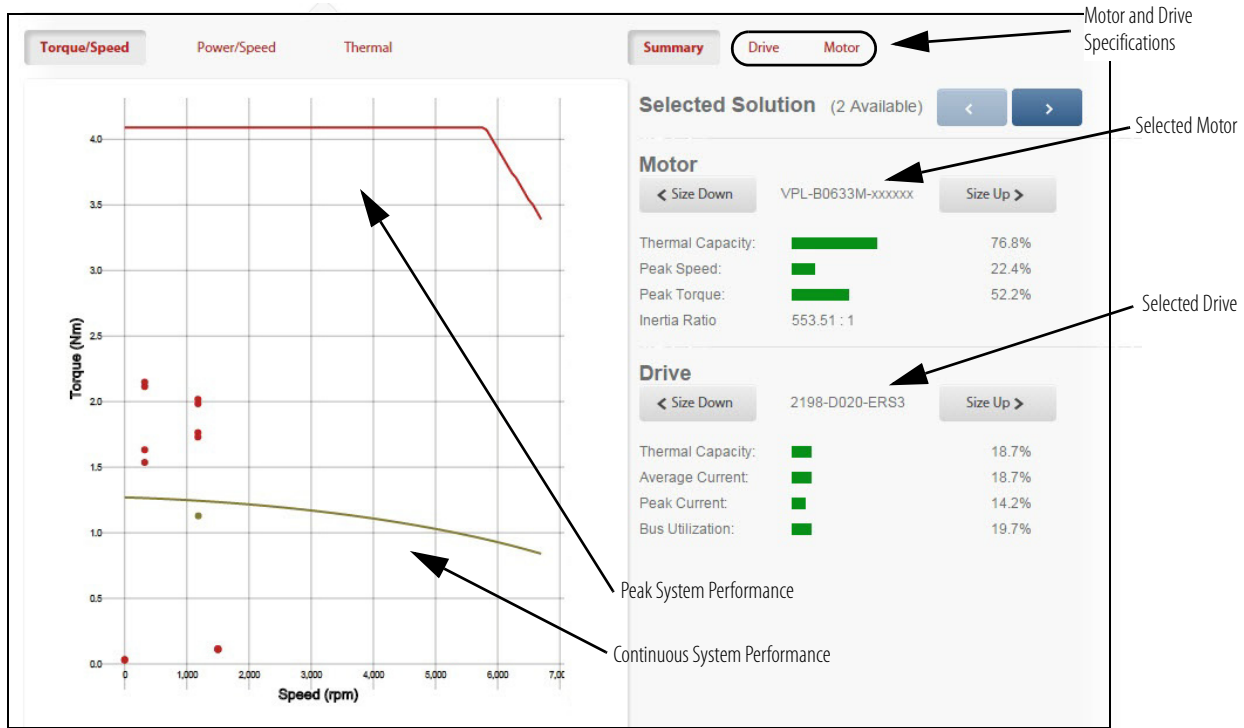 Motor and Drive
Specifications
Torque/Speed Power/Speed Thermal
Summary Drive Motor
Selected Solution (2 Available) < >
Selected Motor
Motor
< Size Down VPL-B0633M-xxxxxx Size Up >
Thermal Capacity: 76.8%
Peak Speed: 22.4%
Peak Torque: 52.2%
Inertia Ratio 553.51 : 1
Selected Drive
Drive
< Size Down 2198-D020-ERS3 Size Up >
Thermal Capacity: 18.7%
Average Current: 18.7%
Peak Current: 14.2%
Bus Utilization: 19.7%
Peak System Performance
Continuous System Performance
Torque (Nm)
4.0
3.5
3.0
2.5
2.0
1.5
1.0
0.5
0.0
0 1,000 2,000 3,000 4,000 5,000 6,000 7,00
Speed (rpm)